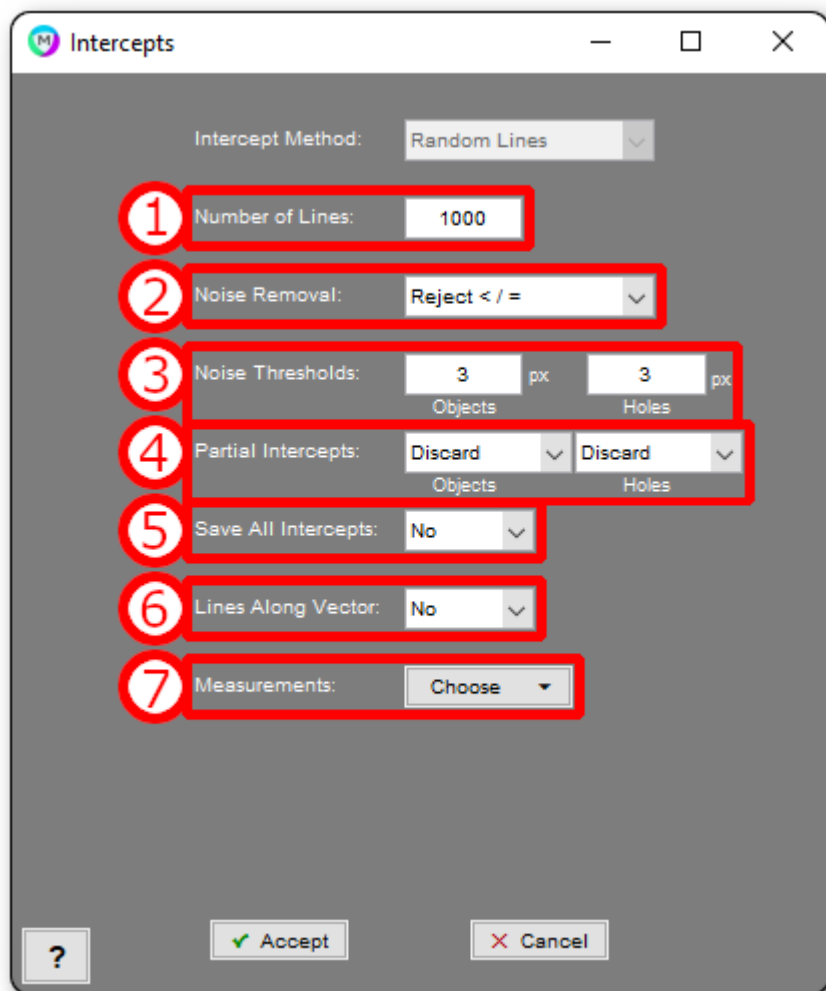 M Intercepts
Intercept Method: Random Lines
1 Number of Lines: 1000
2 Noise Removal: Reject < / =
3 Noise Thresholds: 3 px 3 px
Objects Holes
4 Partial Intercepts: Discard Discard
Objects Holes
5 Save All Intercepts: No
6 Lines Along Vector: No
7 Measurements: Choose
? Accept Cancel